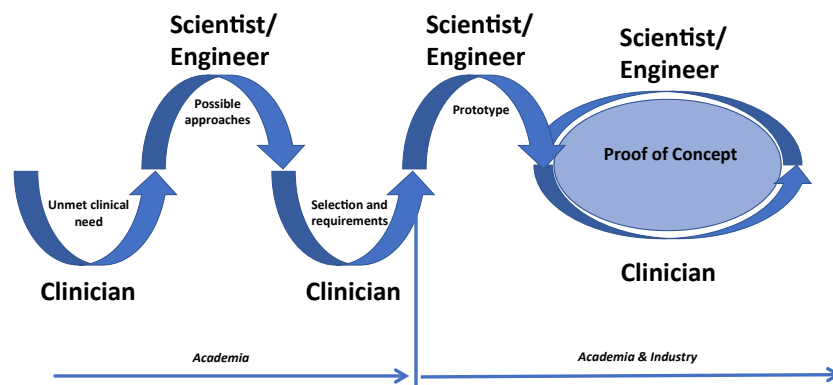 Scientist/
Engineer
Scientist/
Engineer
Scientist/
Engineer
Possible
approaches
Prototype
Proof of Concept
Unmet clinical
need
Selection and
requirements
Clinician
Clinician
Clinician
Academia
Academia & Industry